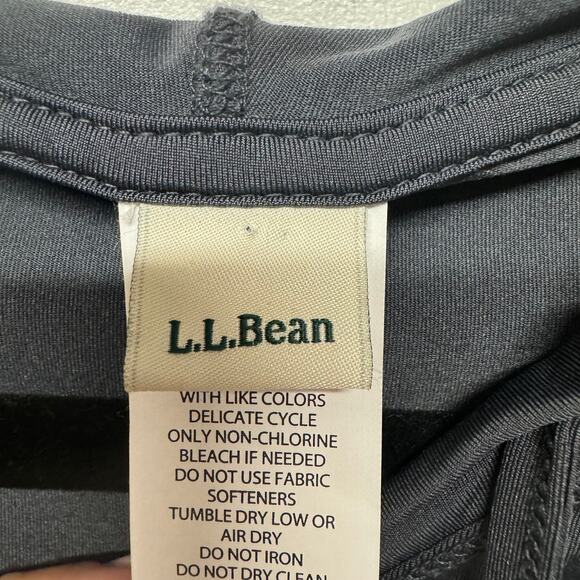 L.L.Bean
WITH LIKE COLORS
DELICATE CYCLE
ONLY NON-CHLORINE
BLEACH IF NEEDED
DO NOT USE FABRIC
SOFTENERS
TUMBLE DRY LOW OR
AIR DRY
DO NOT IRON
DO NOT DRY CLEAN